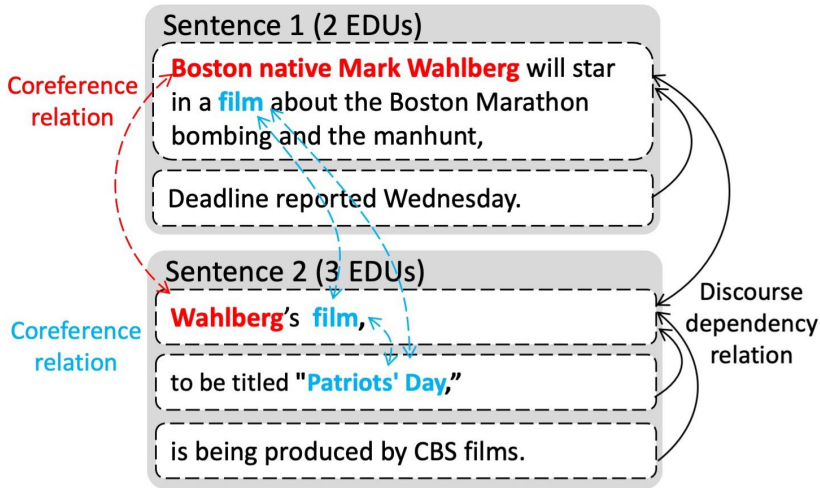 Sentence 1 (2 EDUs)
Boston native Mark Wahlberg will star
in a film about the Boston Marathon
bombing and the manhunt,
Deadline reported Wednesday.
Coreference
relation
Sentence 2 (3 EDUs)
Wahlberg's film,
to be titled "Patriots' Day,”
is being produced by CBS films.
Coreference
relation
Discourse
dependency
relation